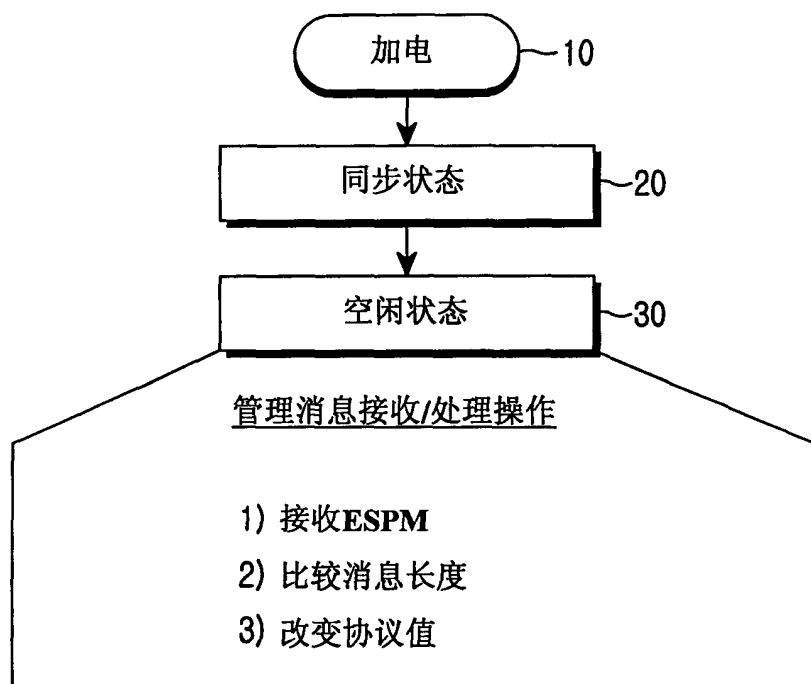 加电 10
同步状态 20
空闲状态 30
管理消息接收/处理操作
1) 接收ESPM
2) 比较消息长度
3) 改变协议值